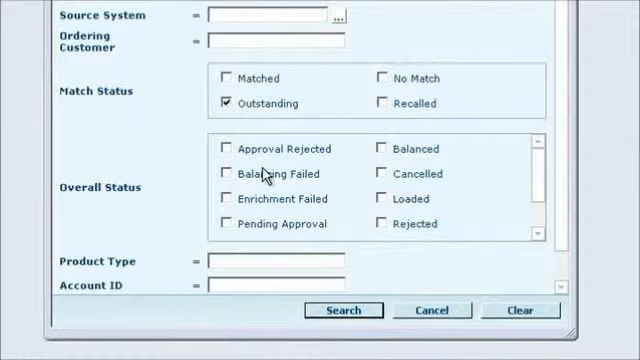 Source System = ...
Ordering Customer =
Match Status
Matched No Match
Outstanding Recalled
Overall Status
Approval Rejected Balanced
Balancing Failed Cancelled
Enrichment Failed Loaded
Pending Approval Rejected
Product Type =
Account ID =
Search Cancel Clear